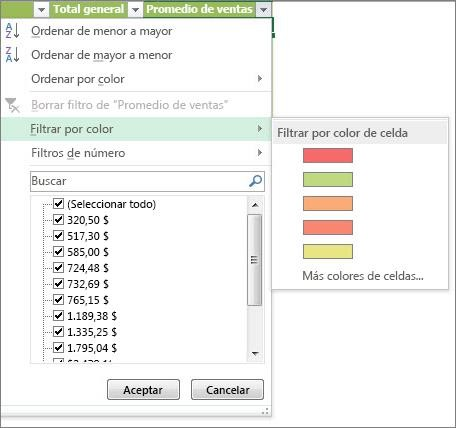 Total general Promedio de ventas
Ordenar de menor a mayor
Ordenar de mayor a menor
Ordenar por color
Borrar filtro de "Promedio de ventas"
Filtrar por color
Filtros de número
Buscar
(Seleccionar todo)
320,50 $
517,30 $
585,00 $
724,48 $
732,69 $
765,15 $
1.189,38 $
1.335,25 $
1.795,04 $
Aceptar Cancelar
Filtrar por color de celda
Más colores de celdas...